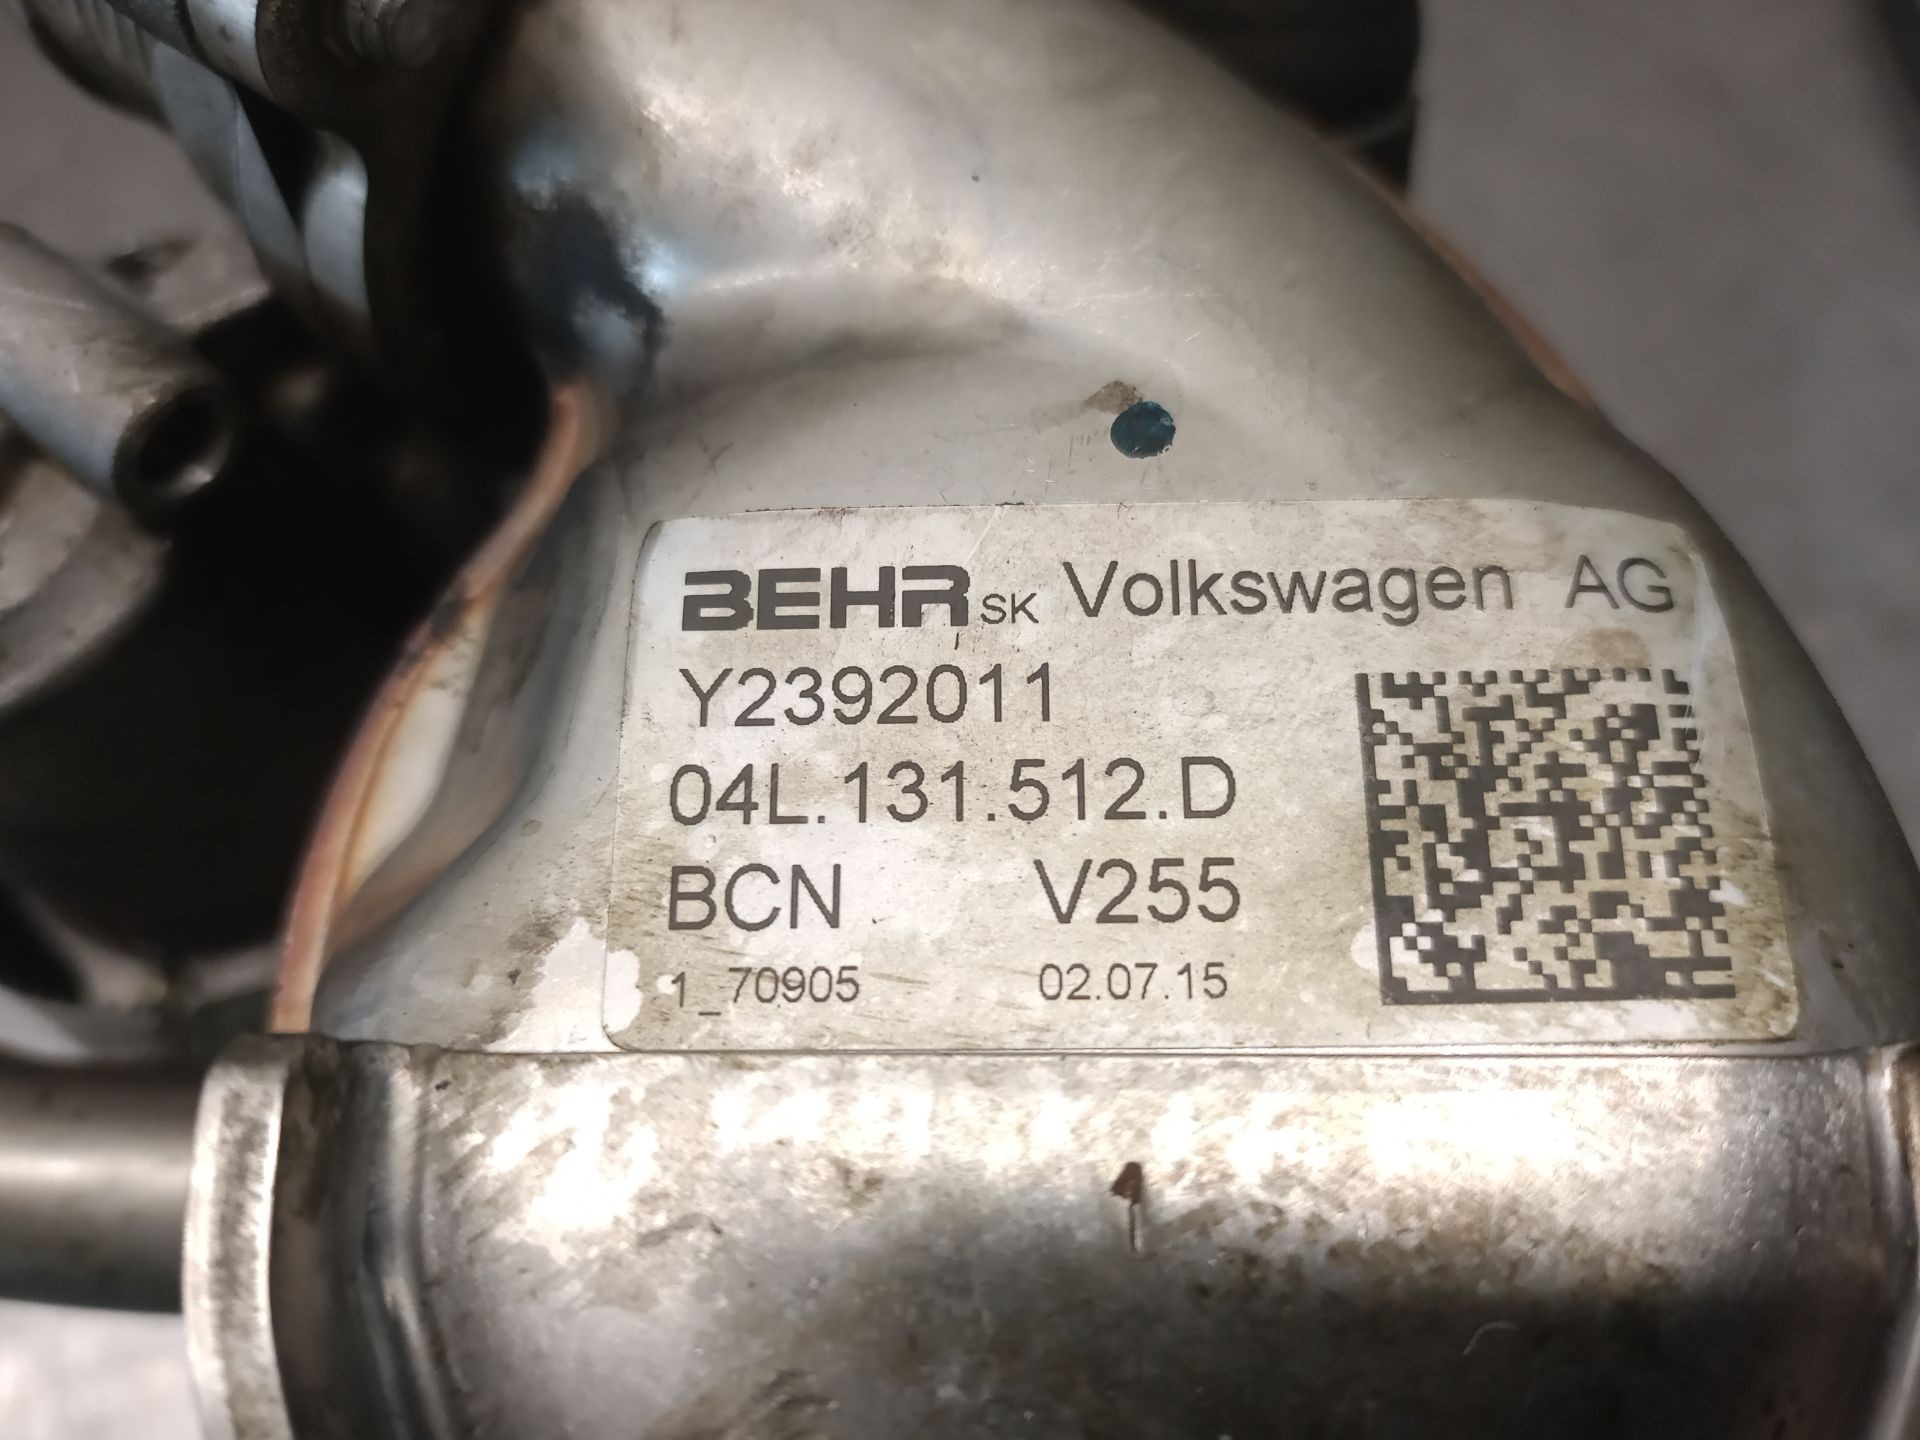 BEHR SK Volkswagen AG
Y2392011
04L.131.512.D
BCN V255
1_70905 02.07.15